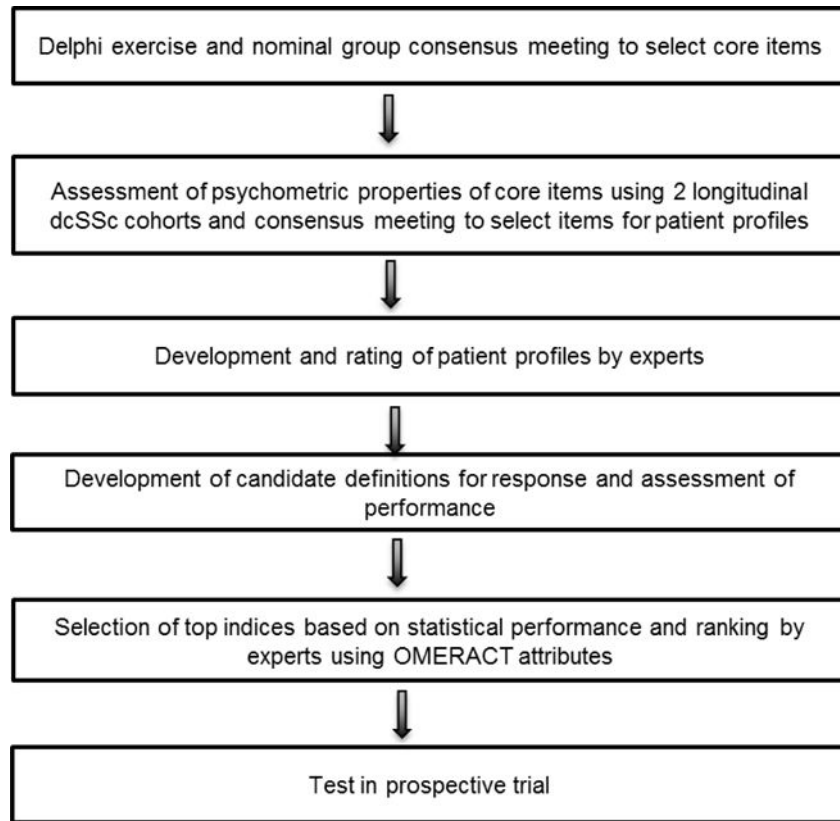 Delphi exercise and nominal group consensus meeting to select core items
Assessment of psychometric properties of core items using 2 longitudinal
dcSSc cohorts and consensus meeting to select items for patient profiles
Development and rating of patient profiles by experts
Development of candidate definitions for response and assessment of
performance
Selection of top indices based on statistical performance and ranking by
experts using OMERACT attributes
Test in prospective trial